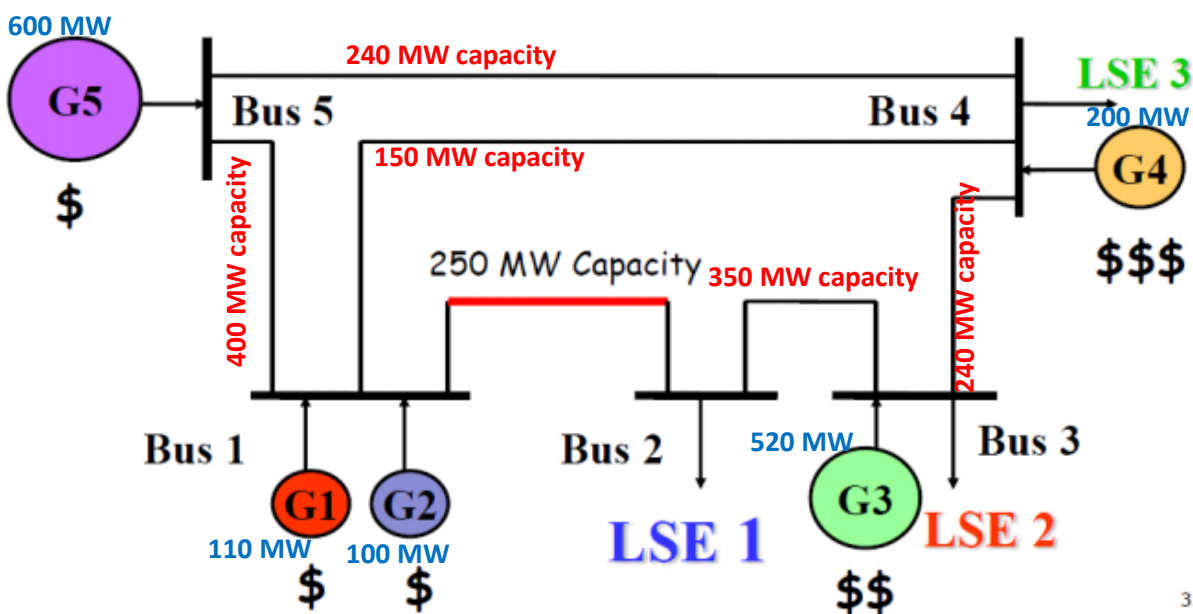 600 MW
G5
$
Bus 5
240 MW capacity
150 MW capacity
400 MW capacity
Bus 4
LSE 3
200 MW
G4
$$$
250 MW Capacity
350 MW capacity
240 MW capacity
Bus 1
G1
110 MW
$
G2
100 MW
$
Bus 2
LSE 1
520 MW
G3
$$
Bus 3
LSE 2
3